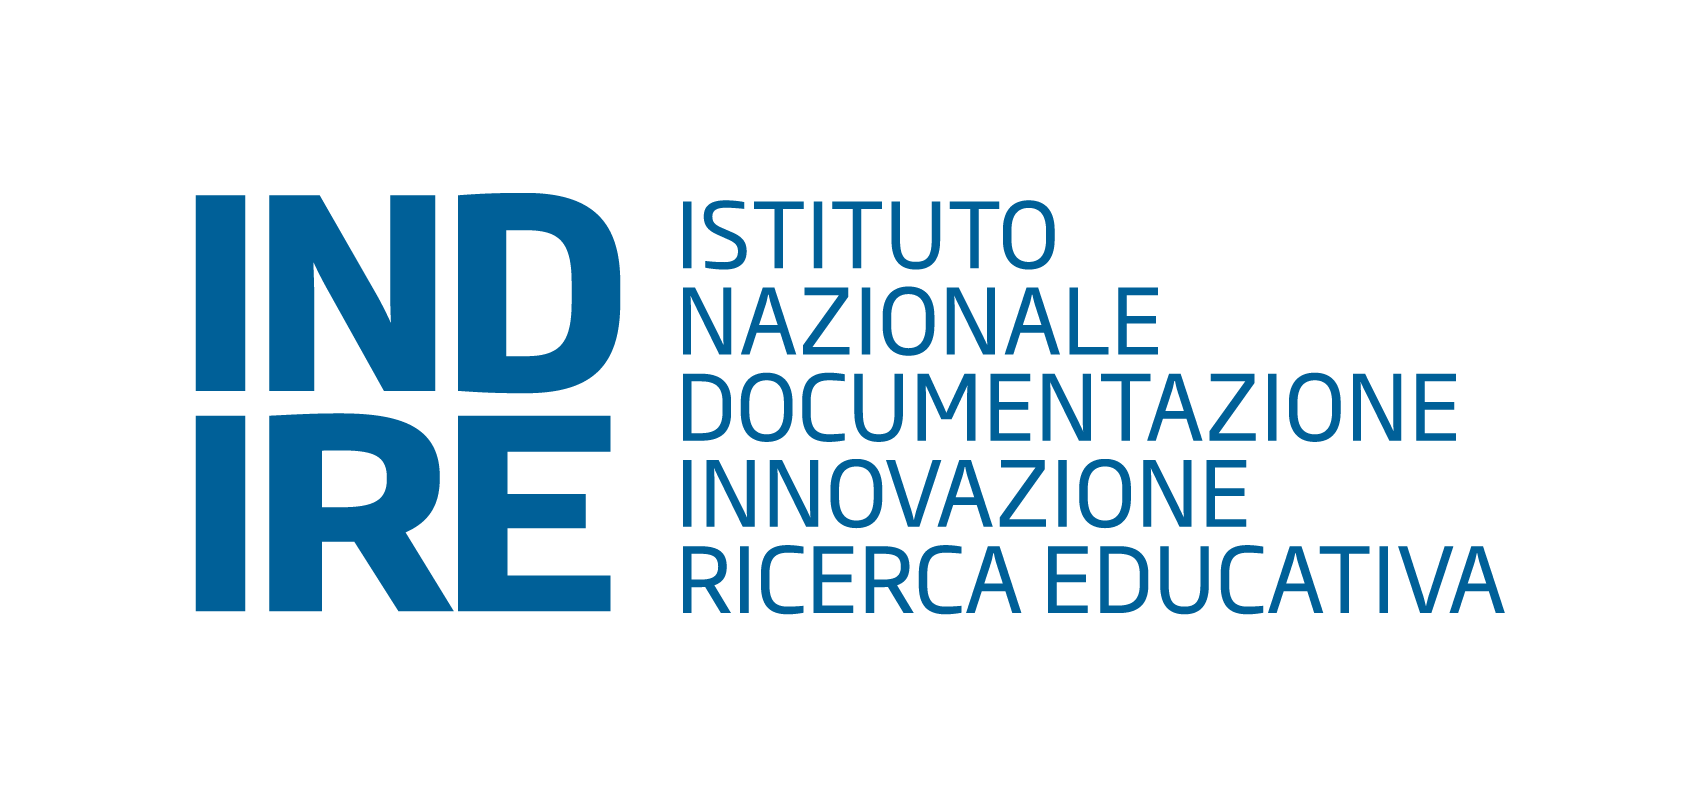 IND
IRE
ISTITUTO
NAZIONALE
DOCUMENTAZIONE
INNOVAZIONE
RICERCA EDUCATIVA